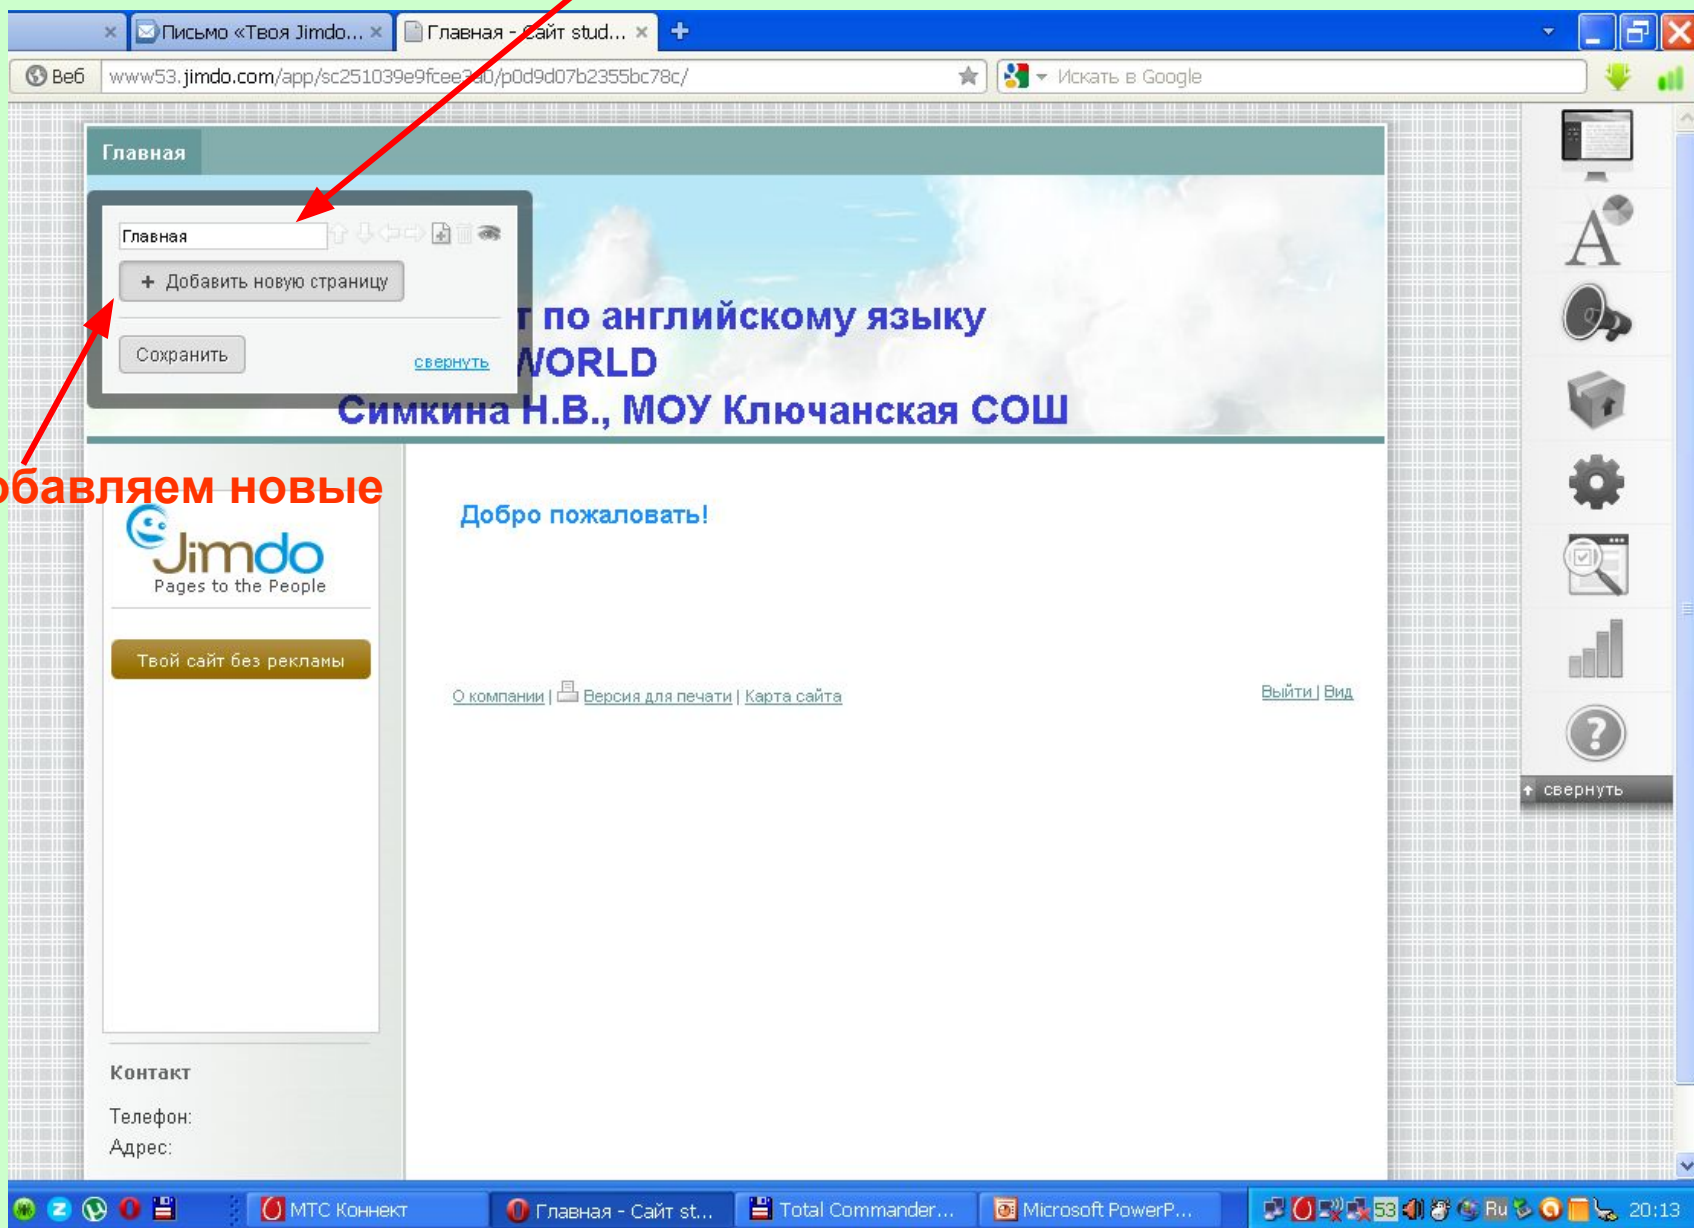 Письмо «Твоя Jimdo...
Главная - Сайт stud...
Веб
www53.jimdo.com/app/sc251039e9fcee3a0/p0d9d07b2355bc78c/
Искать в Google
Главная
Главная
+ Добавить новую страницу
Сохранить
свернуть
т по английскому языку
WORLD
Симкина Н.В., МОУ Ключанская СОШ
обавляем новые
Jimdo
Pages to the People
Твой сайт без рекламы
Добро пожаловать!
О компании | Версия для печати | Карта сайта
Выйти | Вид
свернуть
Контакт
Телефон:
Адрес:
МТС Коннект
Главная - Сайт st...
Total Commander...
Microsoft PowerP...
53
Ru
20:13